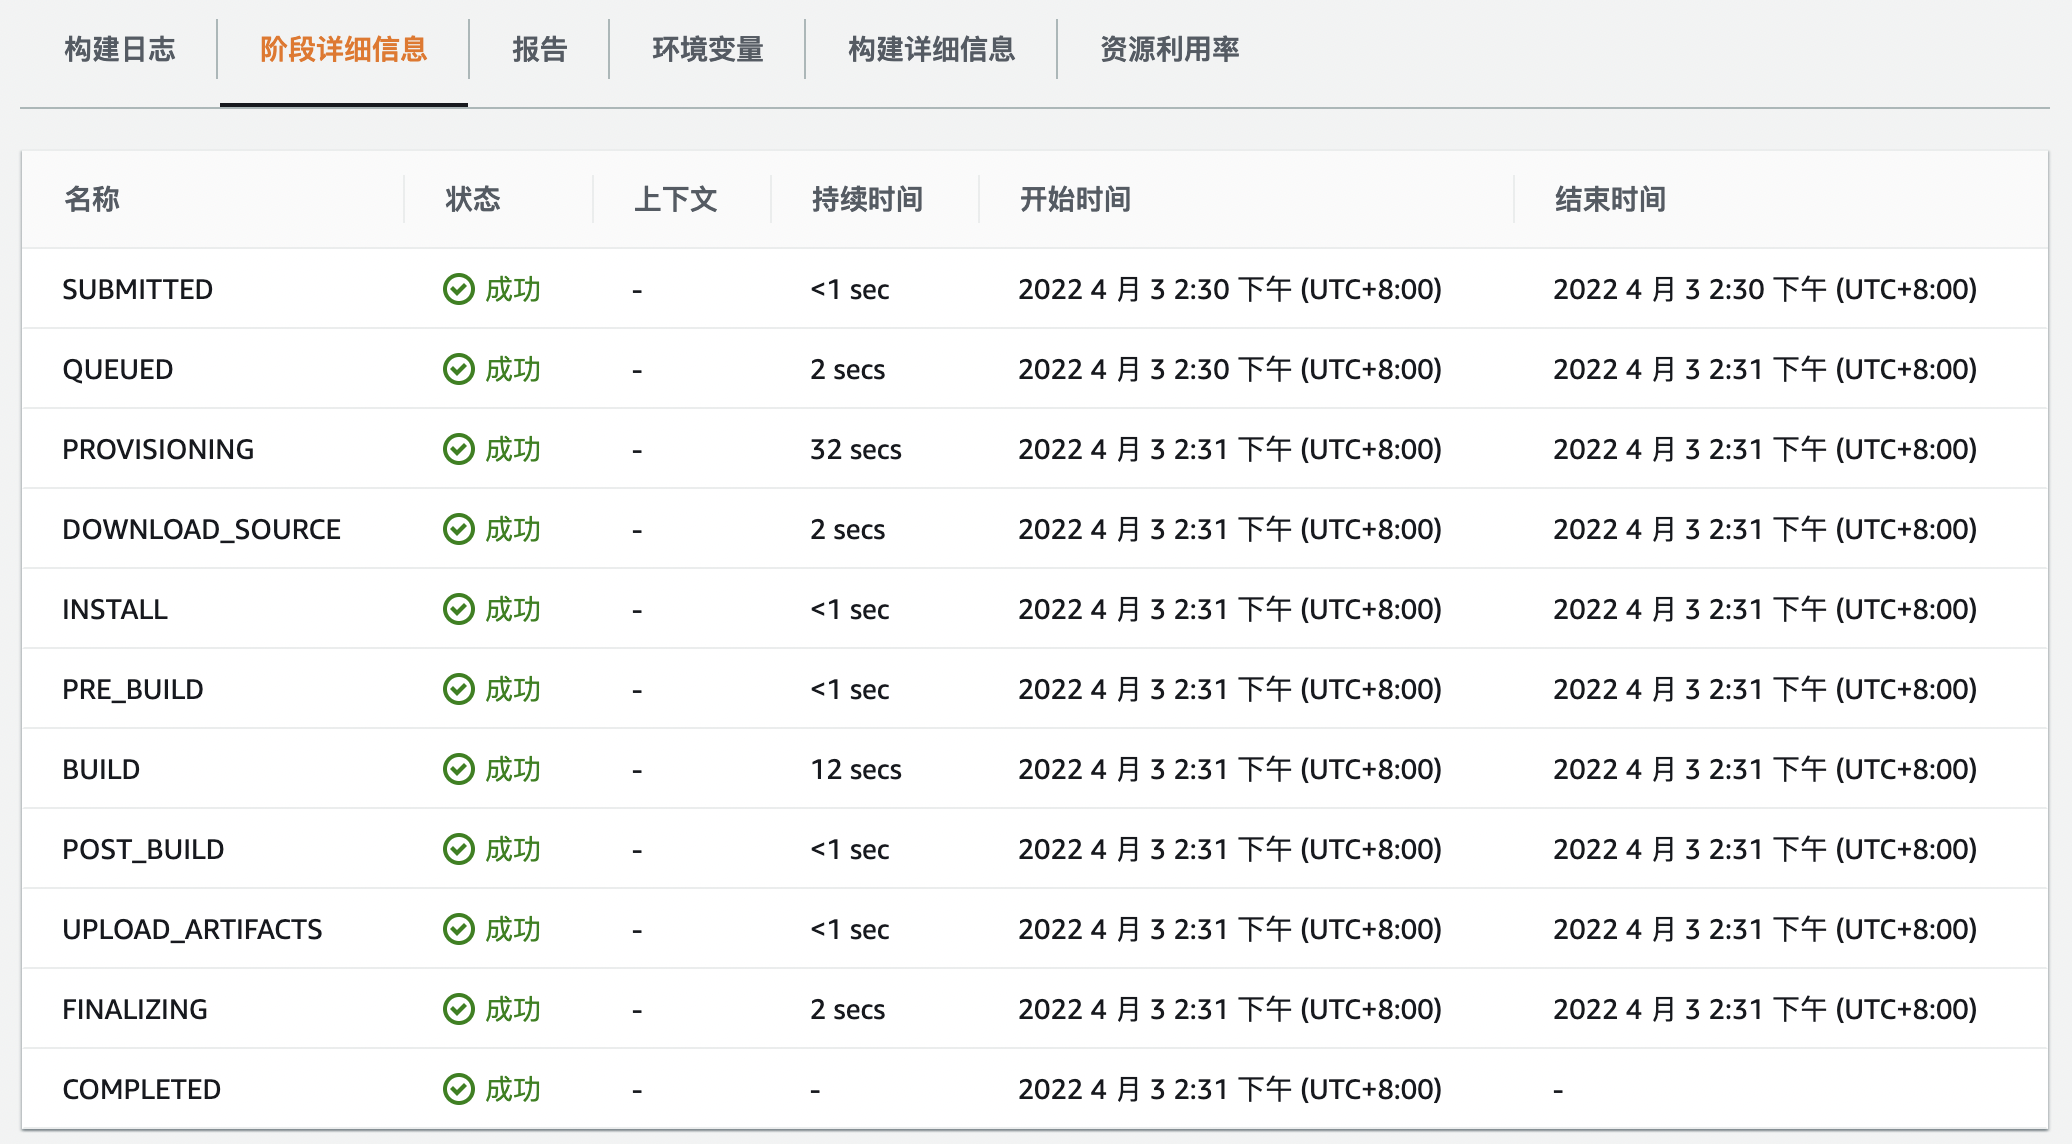 构建日志 阶段详细信息 报告 环境变量 构建详细信息 资源利用率
名称 状态 上下文 持续时间 开始时间 结束时间
SUBMITTED 成功 - <1 sec 2022 4 月 3 2:30 下午 (UTC+8:00) 2022 4 月 3 2:30 下午 (UTC+8:00)
QUEUED 成功 - 2 secs 2022 4 月 3 2:30 下午 (UTC+8:00) 2022 4 月 3 2:31 下午 (UTC+8:00)
PROVISIONING 成功 - 32 secs 2022 4 月 3 2:31 下午 (UTC+8:00) 2022 4 月 3 2:31 下午 (UTC+8:00)
DOWNLOAD_SOURCE 成功 - 2 secs 2022 4 月 3 2:31 下午 (UTC+8:00) 2022 4 月 3 2:31 下午 (UTC+8:00)
INSTALL 成功 - <1 sec 2022 4 月 3 2:31 下午 (UTC+8:00) 2022 4 月 3 2:31 下午 (UTC+8:00)
PRE_BUILD 成功 - <1 sec 2022 4 月 3 2:31 下午 (UTC+8:00) 2022 4 月 3 2:31 下午 (UTC+8:00)
BUILD 成功 - 12 secs 2022 4 月 3 2:31 下午 (UTC+8:00) 2022 4 月 3 2:31 下午 (UTC+8:00)
POST_BUILD 成功 - <1 sec 2022 4 月 3 2:31 下午 (UTC+8:00) 2022 4 月 3 2:31 下午 (UTC+8:00)
UPLOAD_ARTIFACTS 成功 - <1 sec 2022 4 月 3 2:31 下午 (UTC+8:00) 2022 4 月 3 2:31 下午 (UTC+8:00)
FINALIZING 成功 - 2 secs 2022 4 月 3 2:31 下午 (UTC+8:00) 2022 4 月 3 2:31 下午 (UTC+8:00)
COMPLETED 成功 - - 2022 4 月 3 2:31 下午 (UTC+8:00) -